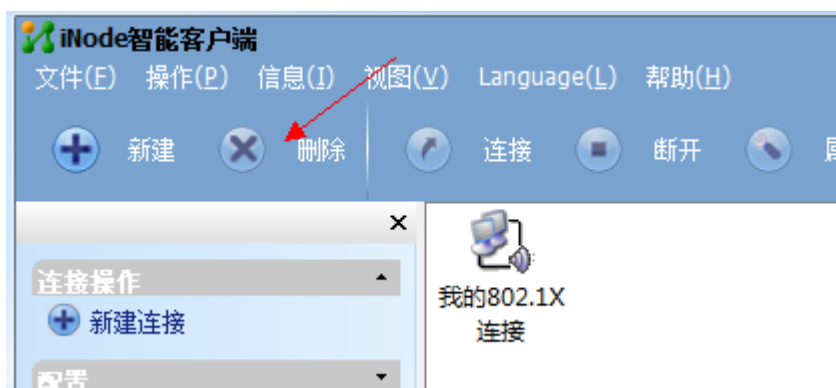 iNode智能客户端
文件(F) 操作(P) 信息(I) 视图(V) Language(L) 帮助(H)
新建 删除 连接 断开
连接操作
新建连接
配置
我的802.1X
连接